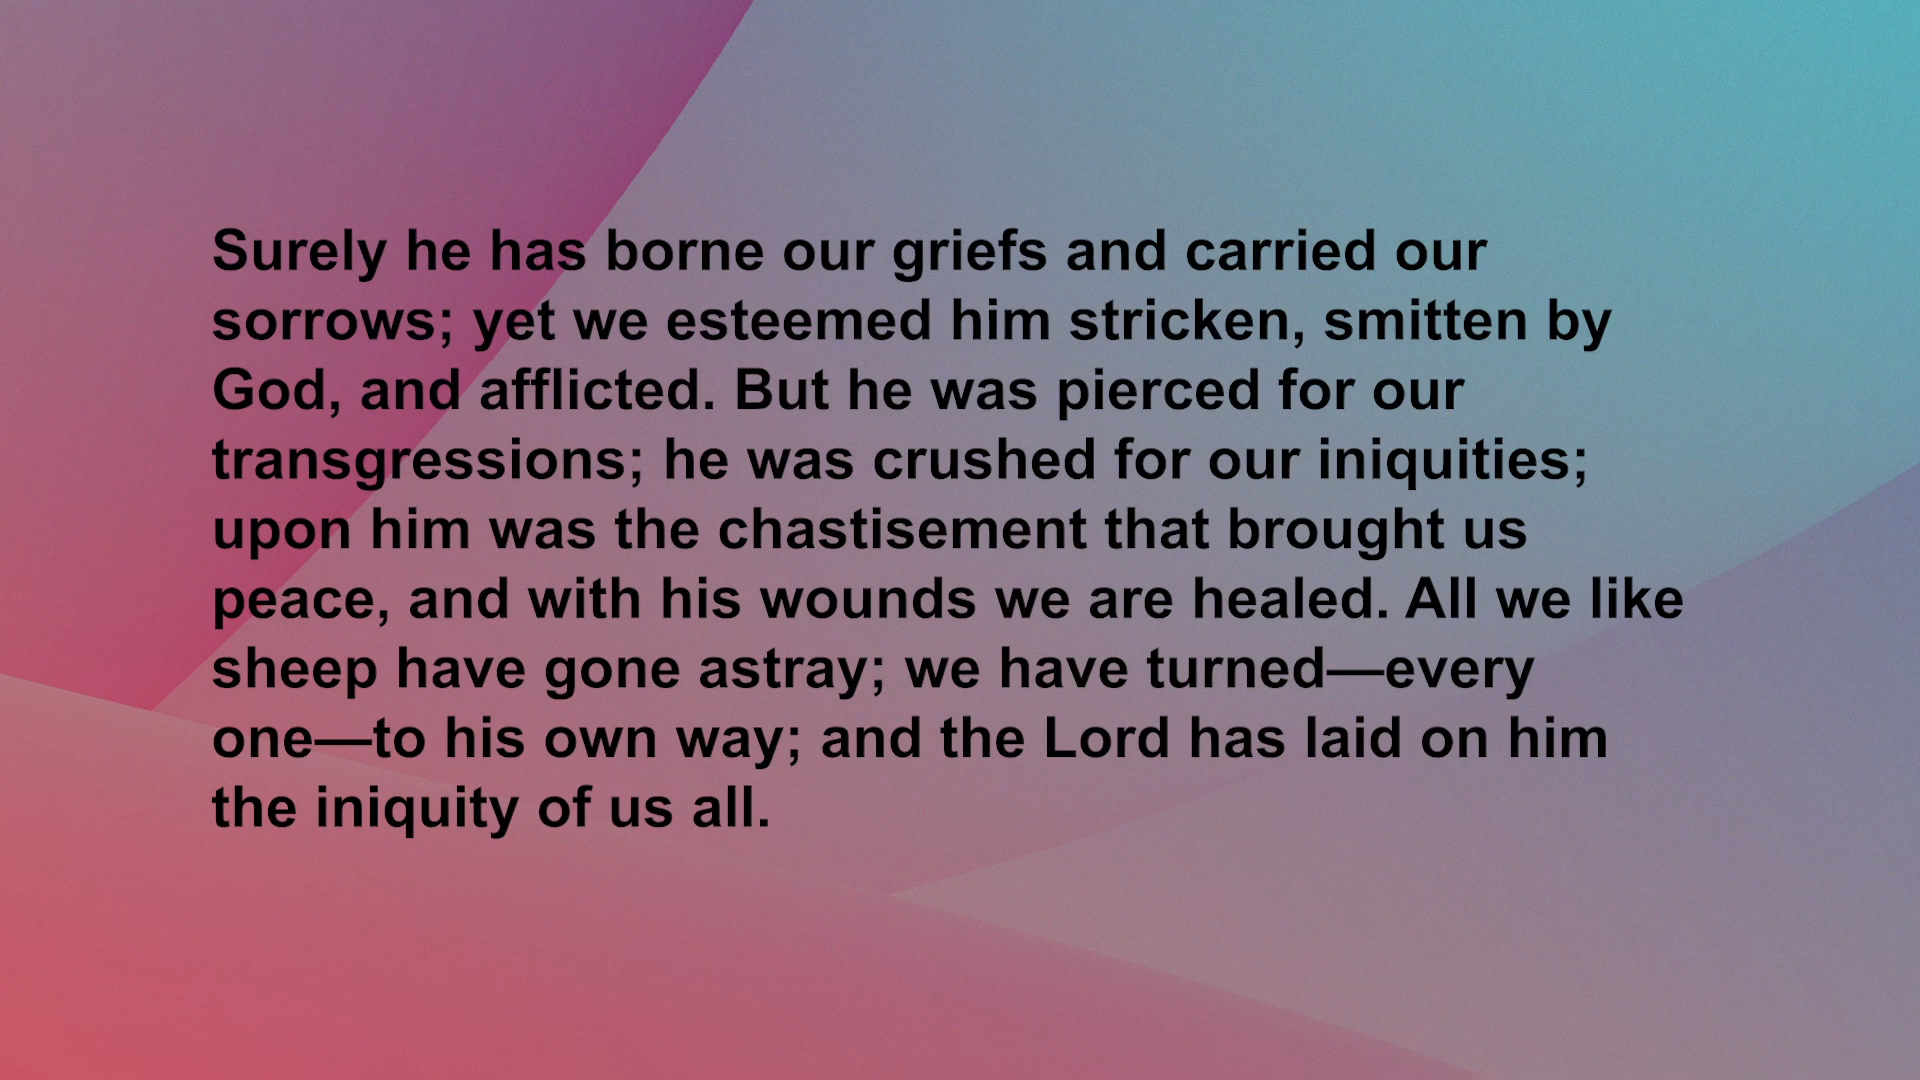 Surely he has borne our griefs and carried our
sorrows; yet we esteemed him stricken, smitten by
God, and afflicted. But he was pierced for our
transgressions; he was crushed for our iniquities;
upon him was the chastisement that brought us
peace, and with his wounds we are healed. All we like
sheep have gone astray; we have turned—every
one—to his own way; and the Lord has laid on him
the iniquity of us all.